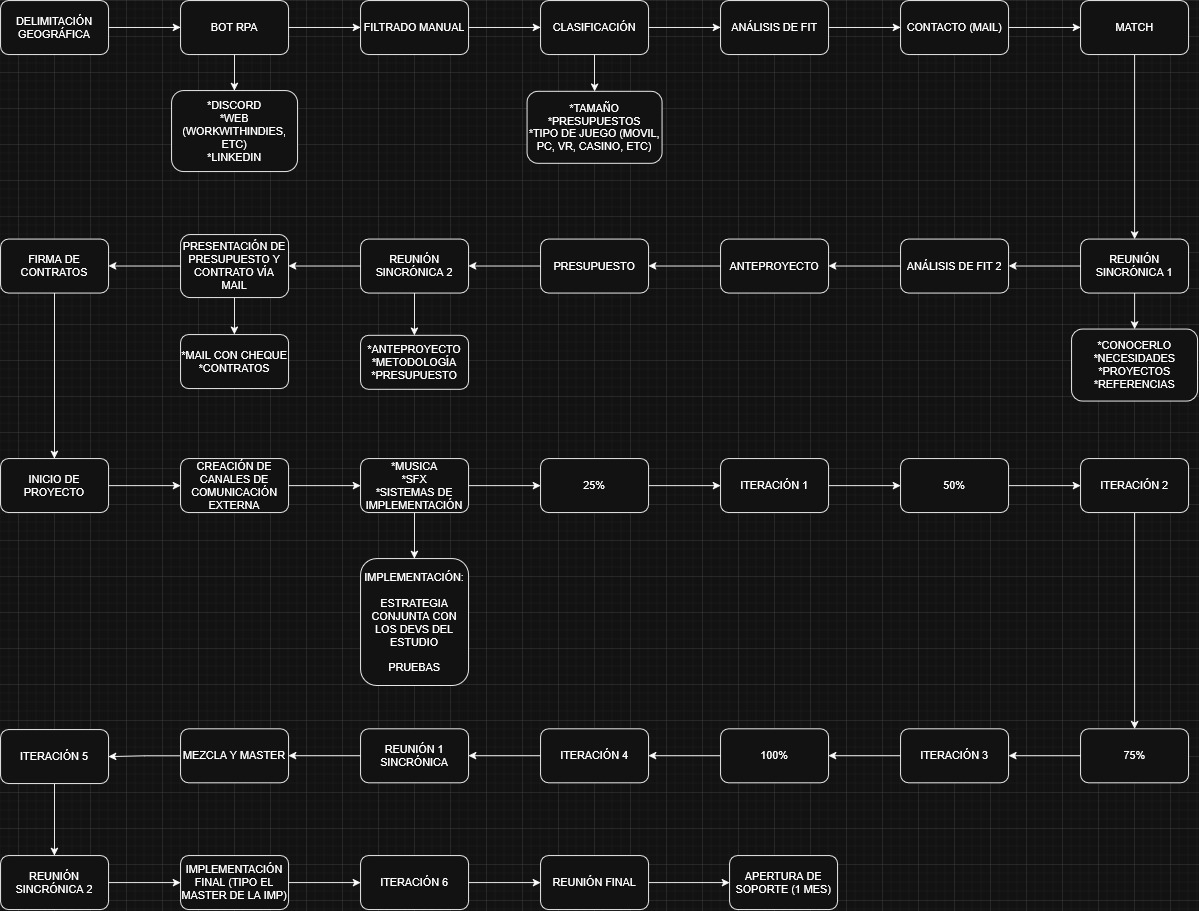 DELIMITACIÓN
GEOGRÁFICA
BOT RPA
FILTRADO MANUAL
CLASIFICACIÓN
ANÁLISIS DE FIT
CONTACTO (MAIL)
MATCH
*DISCORD
*WEB
(WORKWITHINDIES,
ETC)
*LINKEDIN
*TAMAÑO
*PRESUPUESTOS
*TIPO DE JUEGO (MOVIL,
PC, VR, CASINO, ETC)
FIRMA DE
CONTRATOS
PRESENTACIÓN DE
PRESUPUESTO Y
CONTRATO VÍA
MAIL
REUNIÓN
SINCRÓNICA 2
PRESUPUESTO
ANTEPROYECTO
ANÁLISIS DE FIT 2
REUNIÓN
SINCRÓNICA 1
*MAIL CON CHEQUE
*CONTRATOS
*ANTEPROYECTO
*METODOLOGÍA
*PRESUPUESTO
*CONOCERLO
*NECESIDADES
*PROYECTOS
*REFERENCIAS
INICIO DE
PROYECTO
CREACIÓN DE
CANALES DE
COMUNICACIÓN
EXTERNA
*MUSICA
*SFX
*SISTEMAS DE
IMPLEMENTACIÓN
25%
ITERACIÓN 1
50%
ITERACIÓN 2
IMPLEMENTACIÓN:
ESTRATEGIA
CONJUNTA CON
LOS DEVS DEL
ESTUDIO
PRUEBAS
ITERACIÓN 5
MEZCLA Y MASTER
REUNIÓN 1
SINCRÓNICA
ITERACIÓN 4
100%
ITERACIÓN 3
75%
REUNIÓN
SINCRÓNICA 2
IMPLEMENTACIÓN
FINAL (TIPO EL
MASTER DE LA IMP)
ITERACIÓN 6
REUNIÓN FINAL
APERTURA DE
SOPORTE (1 MES)